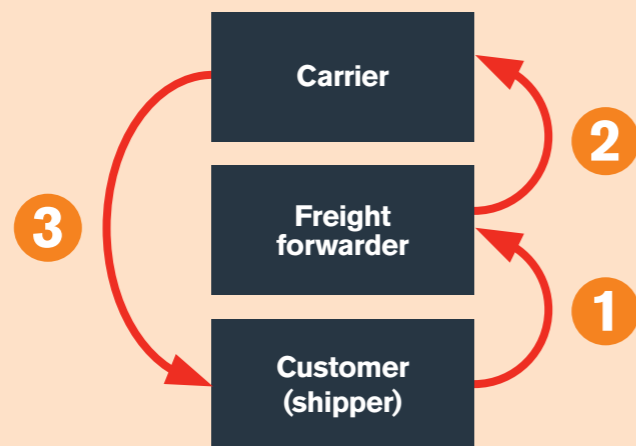 Carrier
2
3
Freight
forwarder
1
Customer
(shipper)